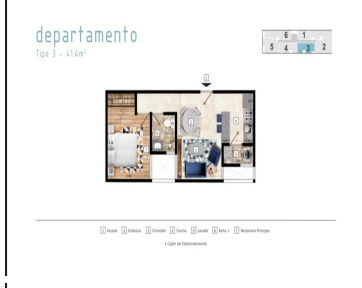 departamento
Tipo 3 - 41.4m²
6 1
5 4 3 2
1 Acceso 2 Estancia 3 Comedor 4 Cocina 5 Lavado 6 Baño 1 7 Recámara Principal
1 Cajón de Estacionamiento